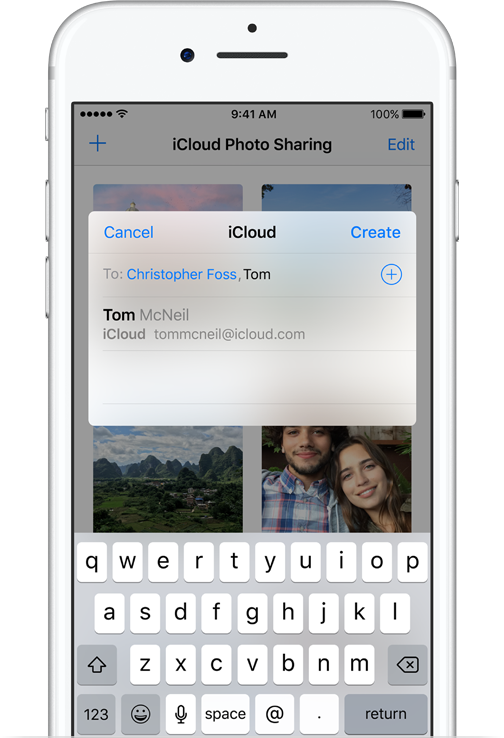 9:41 AM 100%
iCloud Photo Sharing Edit
Cancel iCloud Create
To: Christopher Foss, Tom
Tom McNeil
iCloud tommcneil@icloud.com
q w e r t y u i o p
a s d f g h j k l
z x c v b n m
123 space @ . return